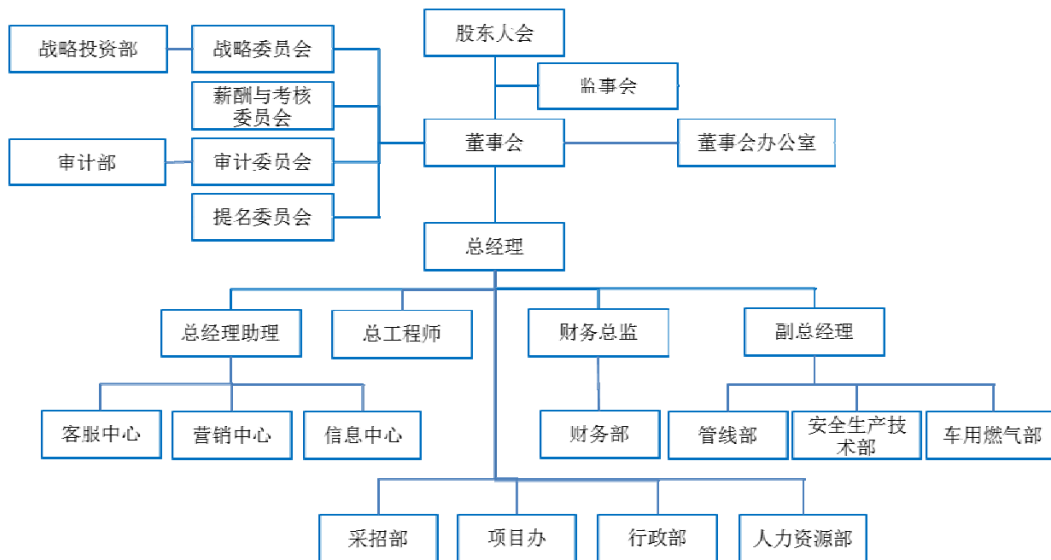 股东大会
战略投资部
战略委员会
监事会
薪酬与考核
委员会
董事会
董事会办公室
审计部
审计委员会
提名委员会
总经理
总经理助理
总工程师
财务总监
副总经理
客服中心
营销中心
信息中心
财务部
管线部
安全生产技
术部
车用燃气部
采招部
项目办
行政部
人力资源部